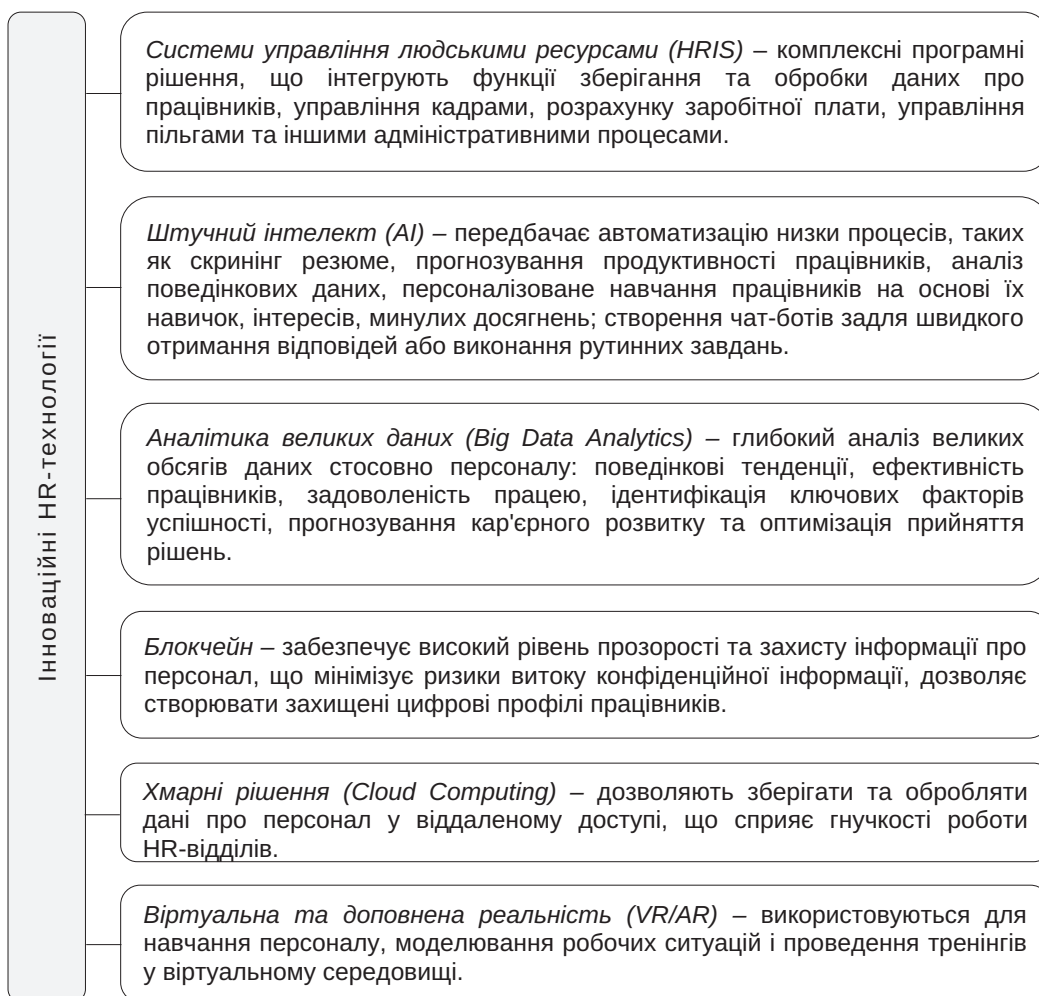 Інноваційні HR-технології
Системи управління людськими ресурсами (HRIS) – комплексні програмні
рішення, що інтегрують функції зберігання та обробки даних про
працівників, управління кадрами, розрахунку заробітної плати, управління
пільгами та іншими адміністративними процесами.
Штучний інтелект (AI) – передбачає автоматизацію низки процесів, таких
як скринінг резюме, прогнозування продуктивності працівників, аналіз
поведінкових даних, персоналізоване навчання працівників на основі їх
навичок, інтересів, минулих досягнень; створення чат-ботів задля швидкого
отримання відповідей або виконання рутинних завдань.
Аналітика великих даних (Big Data Analytics) – глибокий аналіз великих
обсягів даних стосовно персоналу: поведінкові тенденції, ефективність
працівників, задоволеність працею, ідентифікація ключових факторів
успішності, прогнозування кар'єрного розвитку та оптимізація прийняття
рішень.
Блокчейн – забезпечує високий рівень прозорості та захисту інформації про
персонал, що мінімізує ризики витоку конфіденційної інформації, дозволяє
створювати захищені цифрові профілі працівників.
Хмарні рішення (Cloud Computing) – дозволяють зберігати та обробляти
дані про персонал у віддаленому доступі, що сприяє гнучкості роботи
HR-відділів.
Віртуальна та доповнена реальність (VR/AR) – використовуються для
навчання персоналу, моделювання робочих ситуацій і проведення тренінгів
у віртуальному середовищі.